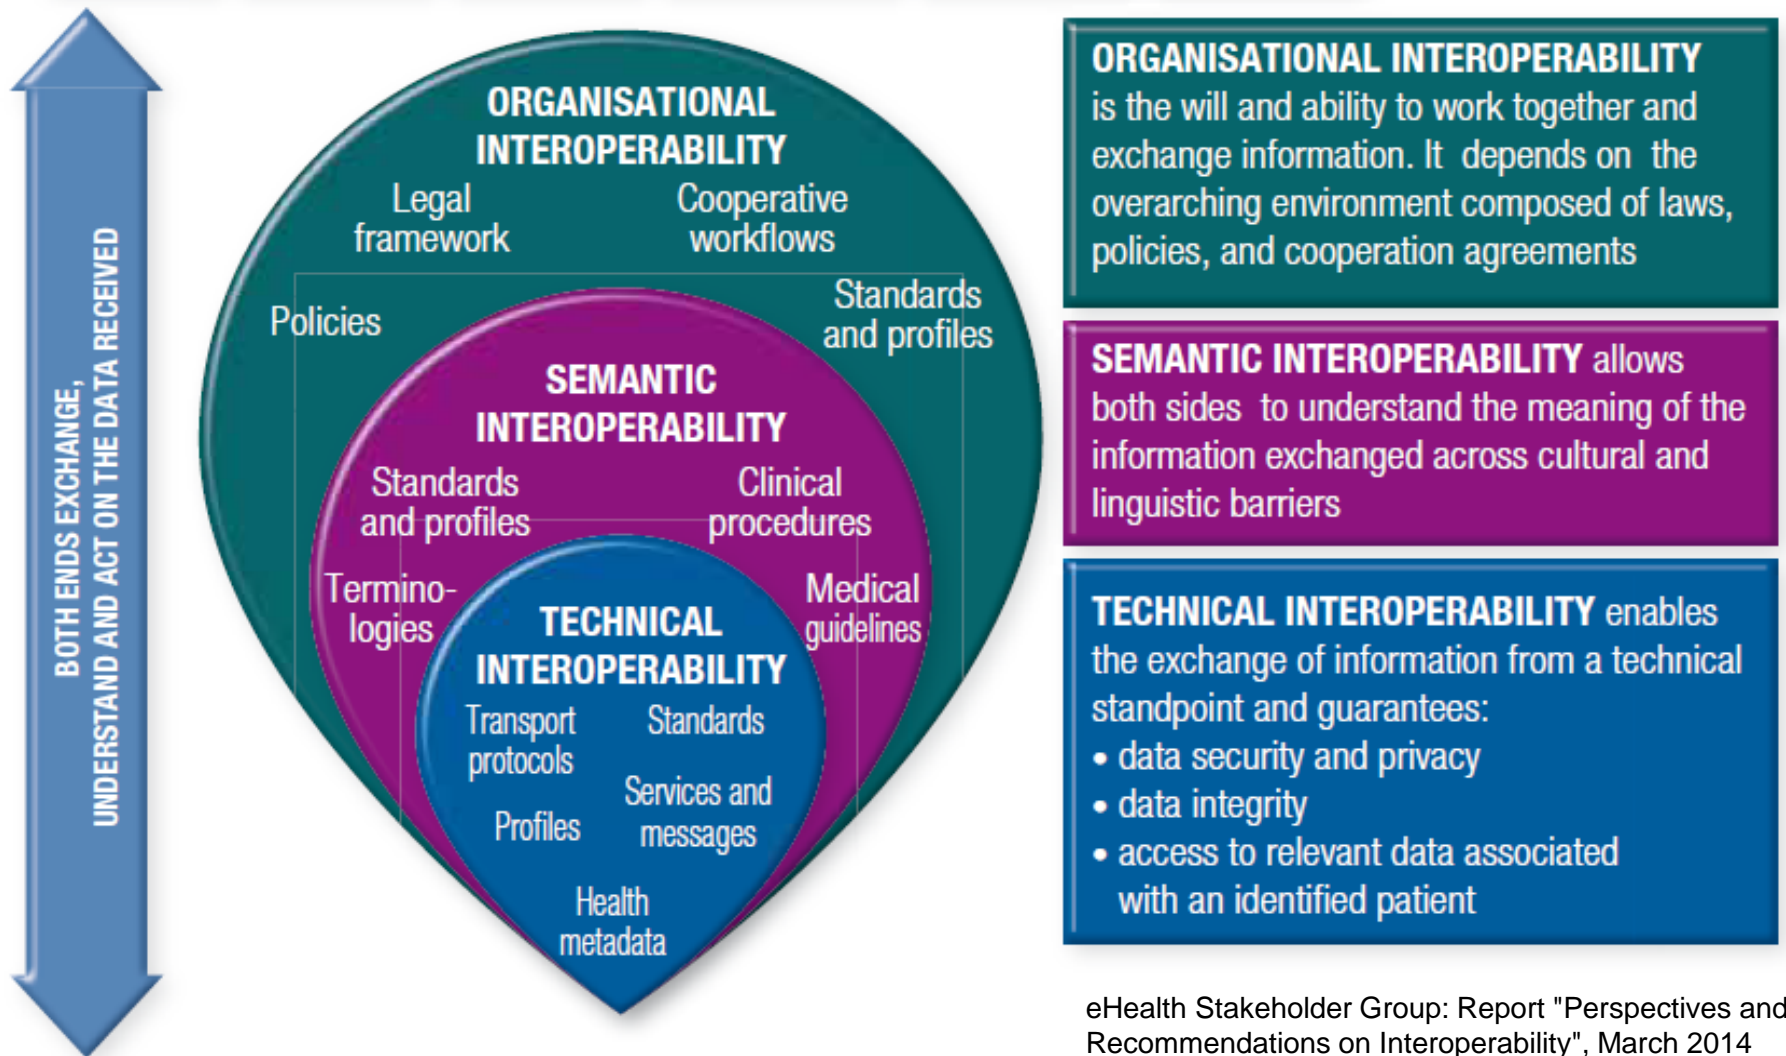 BOTH ENDS EXCHANGE,
UNDERSTAND AND ACT ON THE DATA RECEIVED
ORGANISATIONAL
INTEROPERABILITY
Legal
framework
Cooperative
workflows
Policies
Standards
and profiles
SEMANTIC
INTEROPERABILITY
Standards
and profiles
Clinical
procedures
Termino-
logies
Medical
guidelines
TECHNICAL
INTEROPERABILITY
Transport
protocols
Standards
Profiles
Services and
messages
Health
metadata
ORGANISATIONAL INTEROPERABILITY
is the will and ability to work together and
exchange information. It depends on the
overarching environment composed of laws,
policies, and cooperation agreements
SEMANTIC INTEROPERABILITY allows
both sides to understand the meaning of the
information exchanged across cultural and
linguistic barriers
TECHNICAL INTEROPERABILITY enables
the exchange of information from a technical
standpoint and guarantees:
• data security and privacy
• data integrity
• access to relevant data associated
with an identified patient
eHealth Stakeholder Group: Report "Perspectives and
Recommendations on Interoperability", March 2014